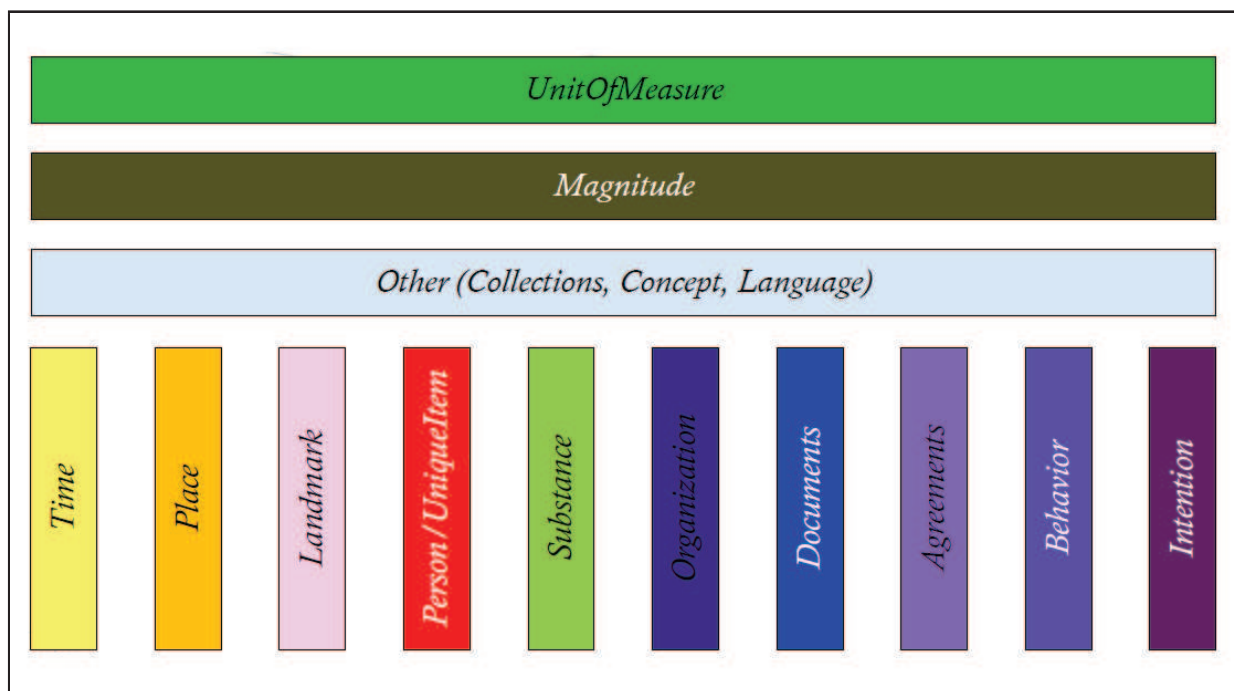 UnitOfMeasure
Magnitude
Other (Collections, Concept, Language)
Time
Place
Landmark
Person / UniqueItem
Substance
Organization
Documents
Agreements
Behavior
Intention